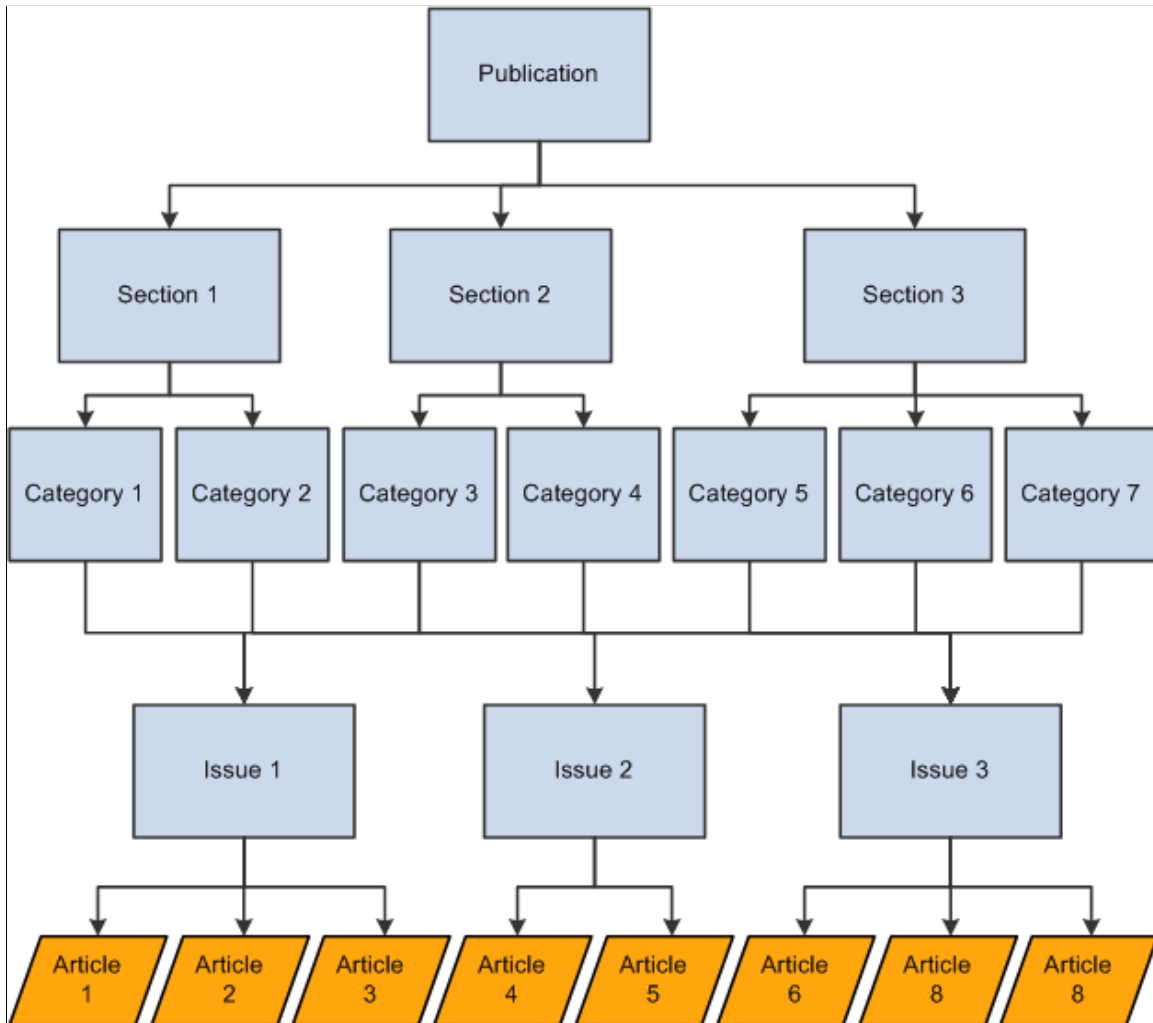 Publication
Section 1
Section 2
Section 3
Category 1
Category 2
Category 3
Category 4
Category 5
Category 6
Category 7
Issue 1
Issue 2
Issue 3
Article
1
Article
2
Article
3
Article
4
Article
5
Article
6
Article
8
Article
8